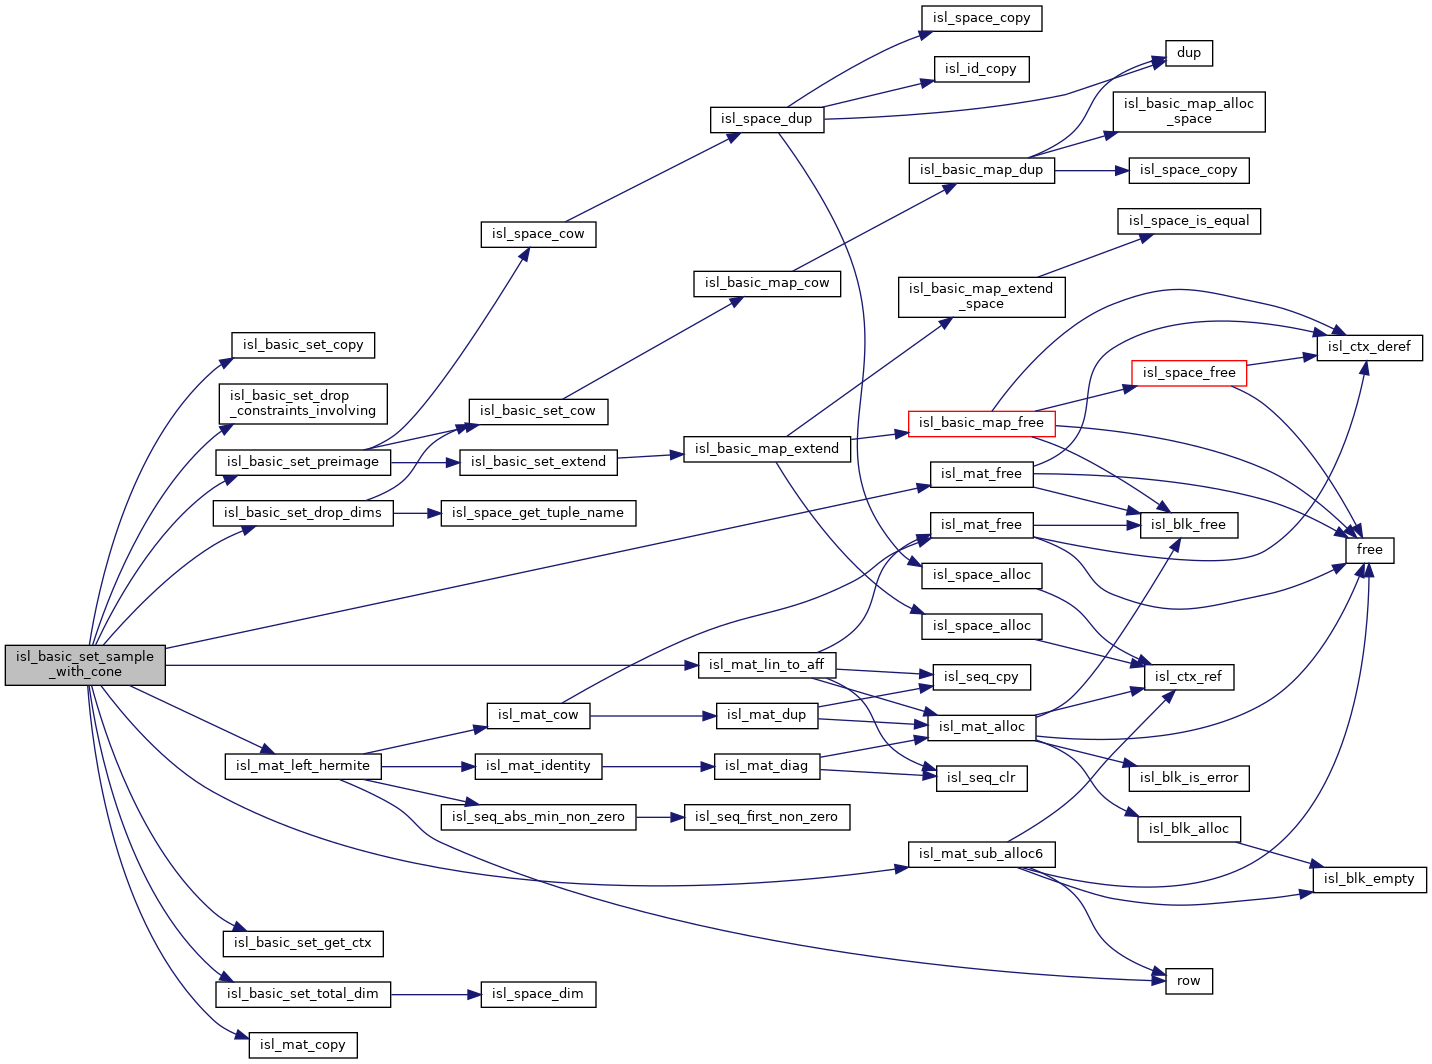 isl_space_copy
isl_id_copy
dup
isl_basic_map_alloc
_space
isl_space_dup
isl_basic_map_dup
isl_space_copy
isl_space_is_equal
isl_space_cow
isl_basic_map_cow
isl_basic_map_extend
_space
isl_basic_set_copy
isl_ctx_deref
isl_space_free
isl_basic_set_drop
_constraints_involving
isl_basic_set_cow
isl_basic_map_free
isl_basic_set_preimage
isl_basic_set_extend
isl_basic_map_extend
isl_mat_free
isl_basic_set_drop_dims
isl_space_get_tuple_name
isl_mat_free
isl_blk_free
free
isl_space_alloc
isl_space_alloc
isl_basic_set_sample
_with_cone
isl_mat_lin_to_aff
isl_seq_cpy
isl_ctx_ref
isl_mat_cow
isl_mat_dup
isl_mat_alloc
isl_mat_left_hermite
isl_mat_identity
isl_mat_diag
isl_seq_clr
isl_blk_is_error
isl_seq_abs_min_non_zero
isl_seq_first_non_zero
isl_blk_alloc
isl_mat_sub_alloc6
isl_blk_empty
isl_basic_set_get_ctx
row
isl_basic_set_total_dim
isl_space_dim
isl_mat_copy